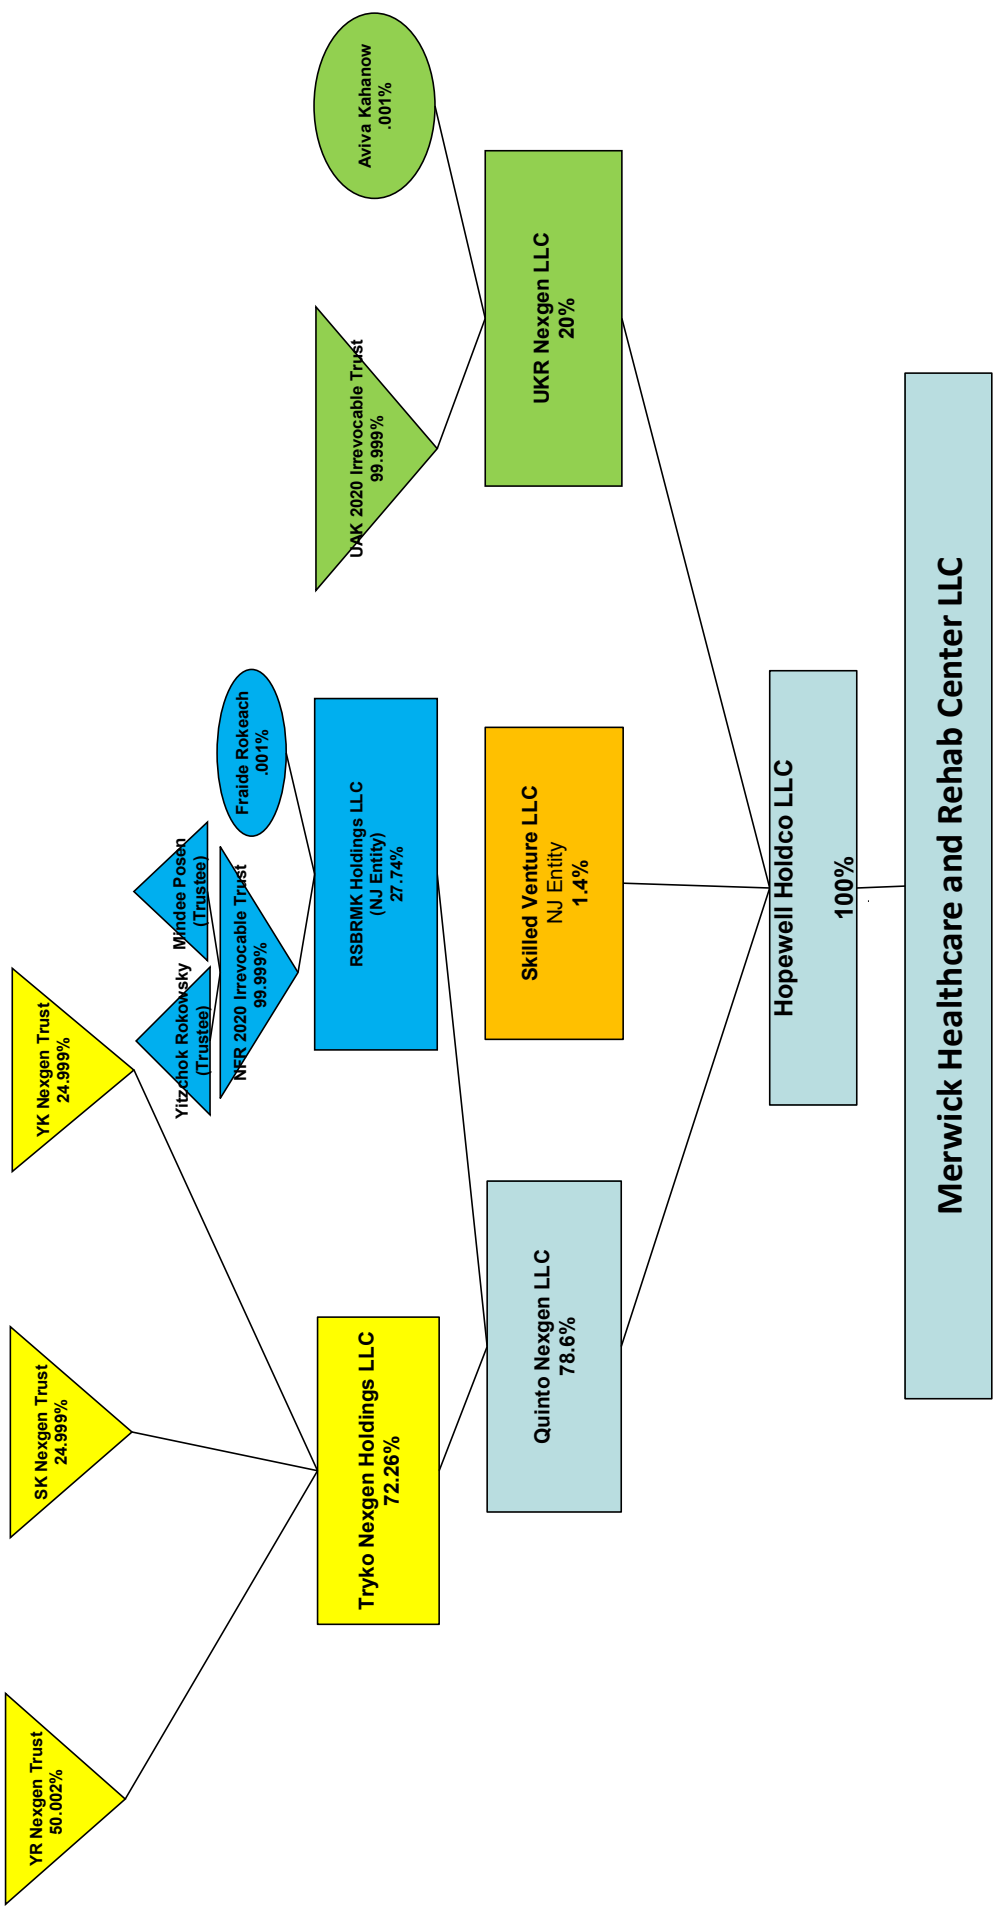 YR Nexgen Trust
50.002%
SK Nexgen Trust
24.999%
YK Nexgen Trust
24.999%
Yitzchok Rokowsky
(Trustee)
Mindee Posen
(Trustee)
NFR 2020 Irrevocable Trust
99.999%
Fraide Rokeach
.001%
UAK 2020 Irrevocable Trust
99.999%
Aviva Kahanow
.001%
Tryko Nexgen Holdings LLC
72.26%
RSBRMK Holdings LLC
(NJ Entity)
27.74%
Quinto Nexgen LLC
78.6%
Skilled Venture LLC
NJ Entity
1.4%
UKR Nexgen LLC
20%
Hopewell Holdco LLC
100%
Merwick Healthcare and Rehab Center LLC